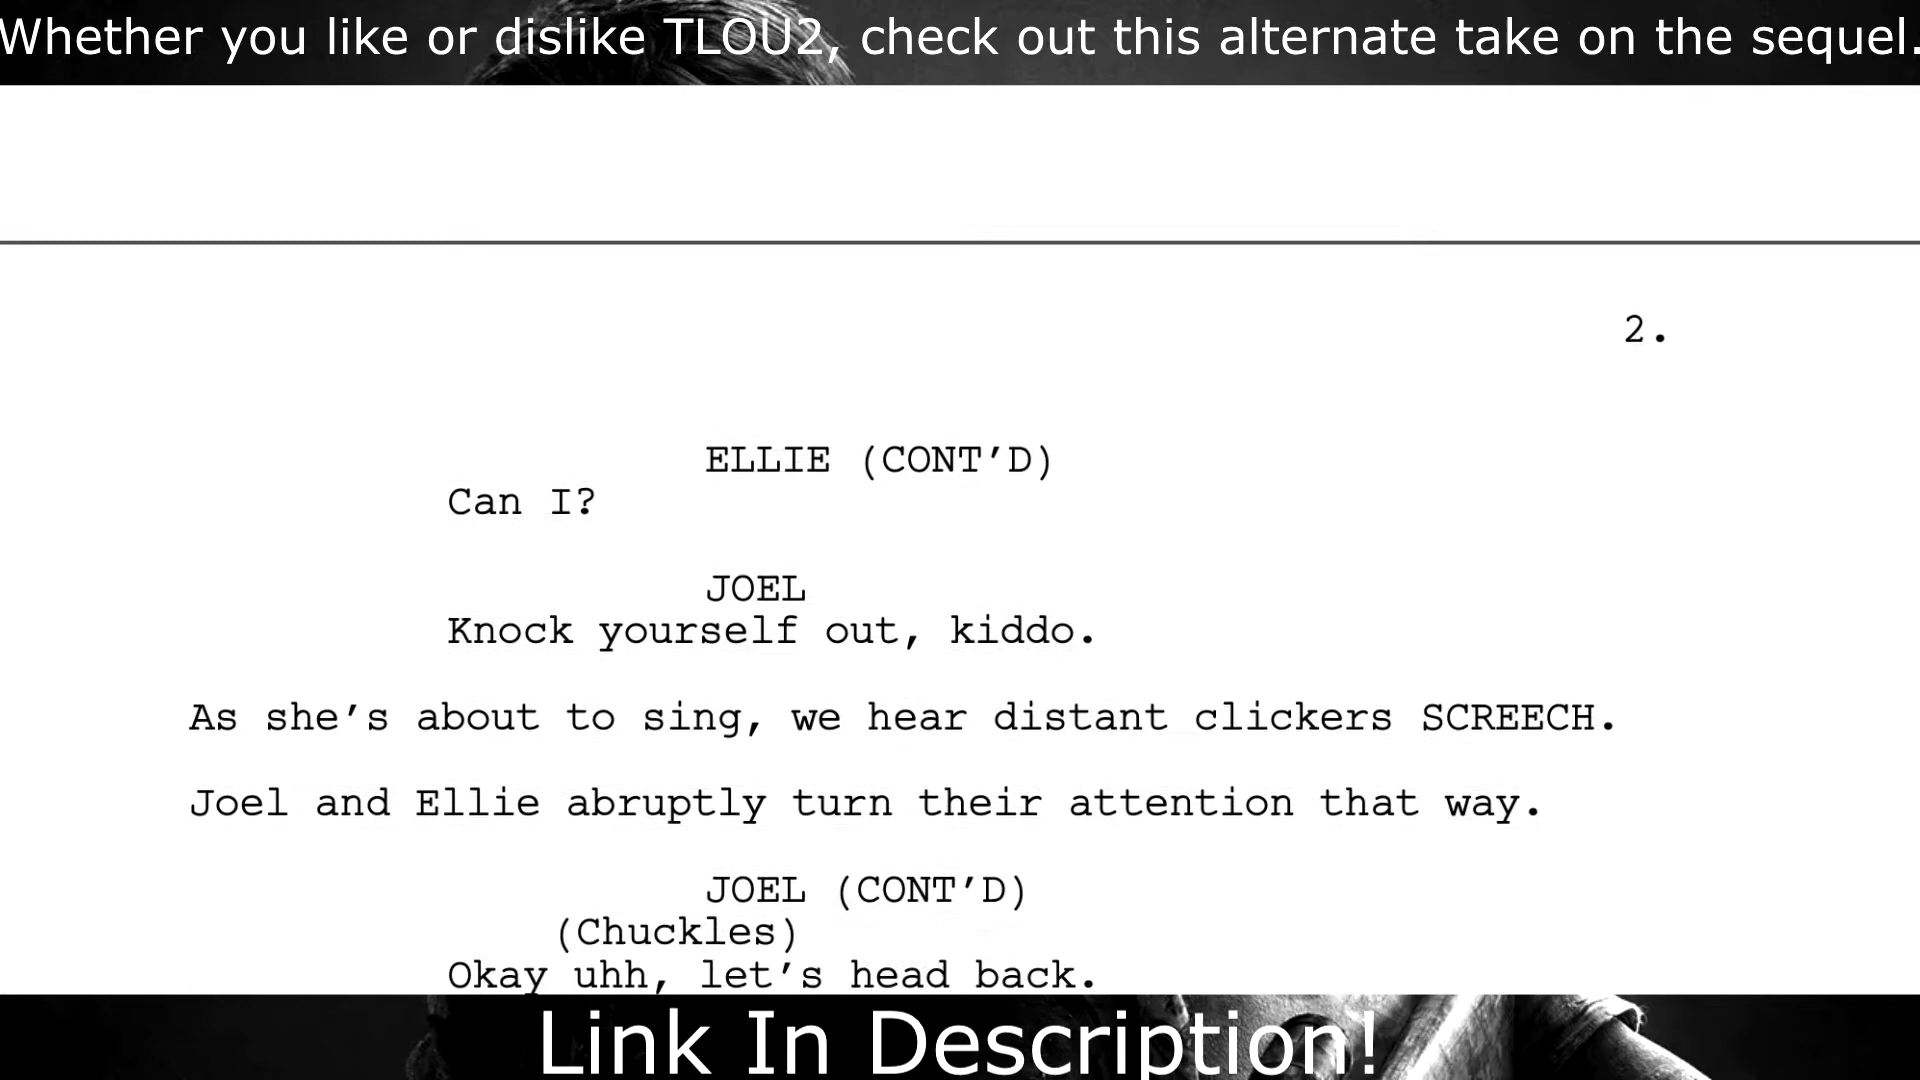 Whether you like or dislike TLOU2, check out this alternate take on the sequel.
2.
ELLIE (CONT’D)
Can I?
JOEL
Knock yourself out, kiddo.
As she’s about to sing, we hear distant clickers SCREECH.
Joel and Ellie abruptly turn their attention that way.
JOEL (CONT’D)
(Chuckles)
Okay uhh, let’s head back.
Link In Description!